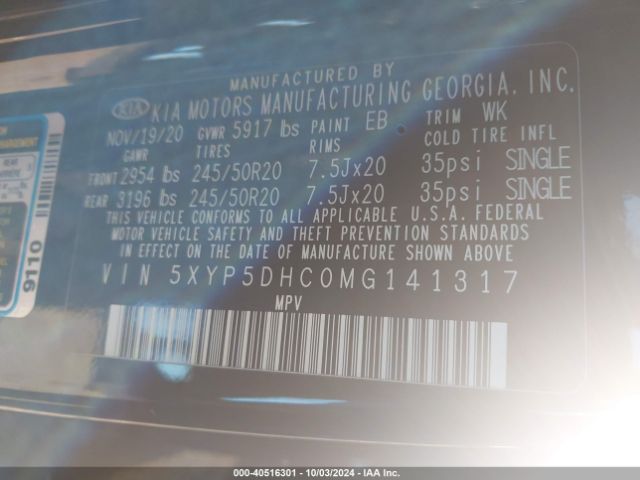 MANUFACTURED BY
KIA KIA MOTORS MANUFACTURING GEORGIA, INC.
NOV/19/20 GVWR 5917 lbs PAINT EB TRIM WK
GAWR TIRES RIMS COLD TIRE INFL
FRONT 2954 lbs 245/50R20 7.5Jx20 35psi SINGLE
REAR 3196 lbs 245/50R20 7.5Jx20 35psi SINGLE
THIS VEHICLE CONFORMS TO ALL APPLICABLE U.S.A. FEDERAL
MOTOR VEHICLE SAFETY AND THEFT PREVENTION STANDARD
IN EFFECT ON THE DATE OF MANUFACTURE SHOWN ABOVE
VIN 5XYP5DHC0MG141317
MPV
REAR
9110
000-40516301 - 10/03/2024 - IAA Inc.